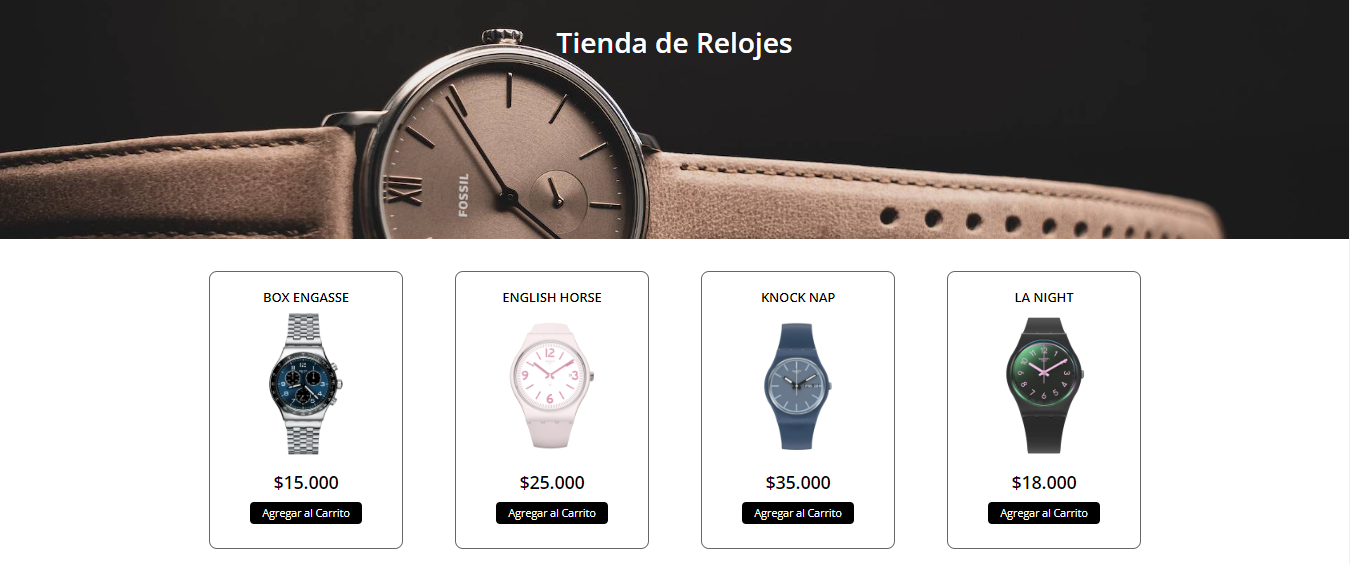 Tienda de Relojes
FOSSIL
BOX ENGASSE
ENGLISH HORSE
KNOCK NAP
LA NIGHT
$15.000
$25.000
$35.000
$18.000
Agregar al Carrito
Agregar al Carrito
Agregar al Carrito
Agregar al Carrito